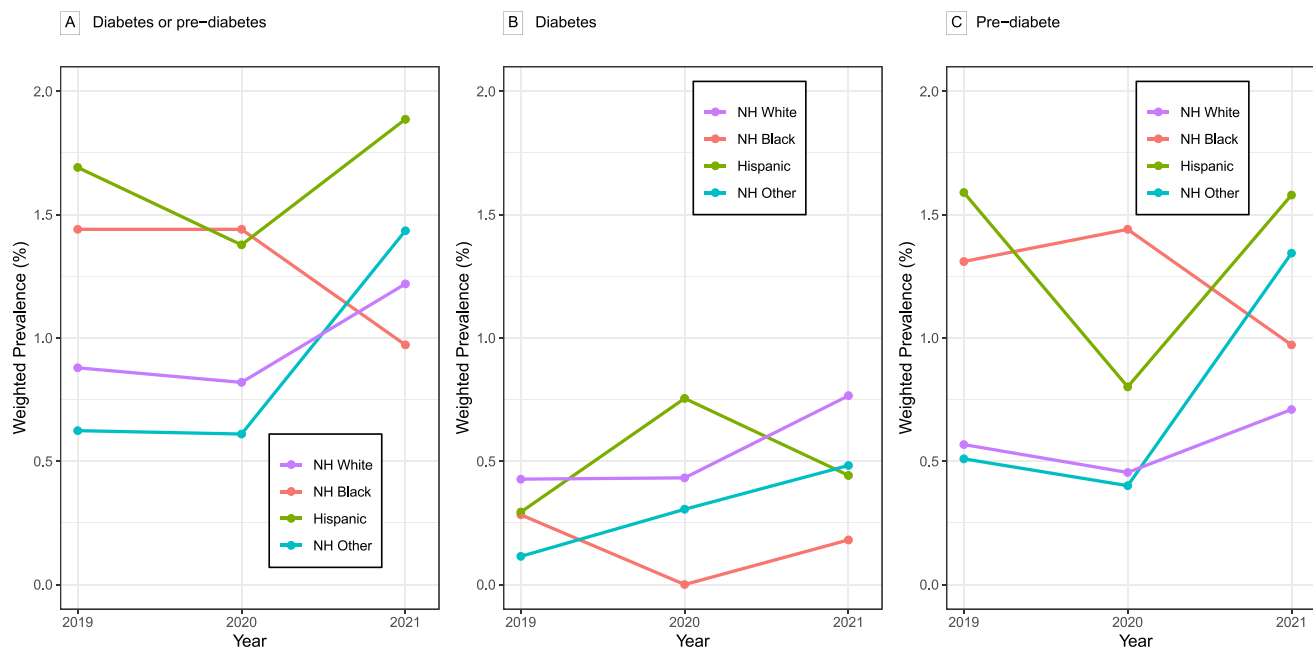 A Diabetes or pre−diabetes
2.0
1.5
1.0
0.5
0.0
Weighted Prevalence (%)
NH White
NH Black
Hispanic
NH Other
2019 2020 2021
Year
B Diabetes
2.0
1.5
1.0
0.5
0.0
Weighted Prevalence (%)
NH White
NH Black
Hispanic
NH Other
2019 2020 2021
Year
C Pre−diabete
2.0
1.5
1.0
0.5
0.0
Weighted Prevalence (%)
NH White
NH Black
Hispanic
NH Other
2019 2020 2021
Year